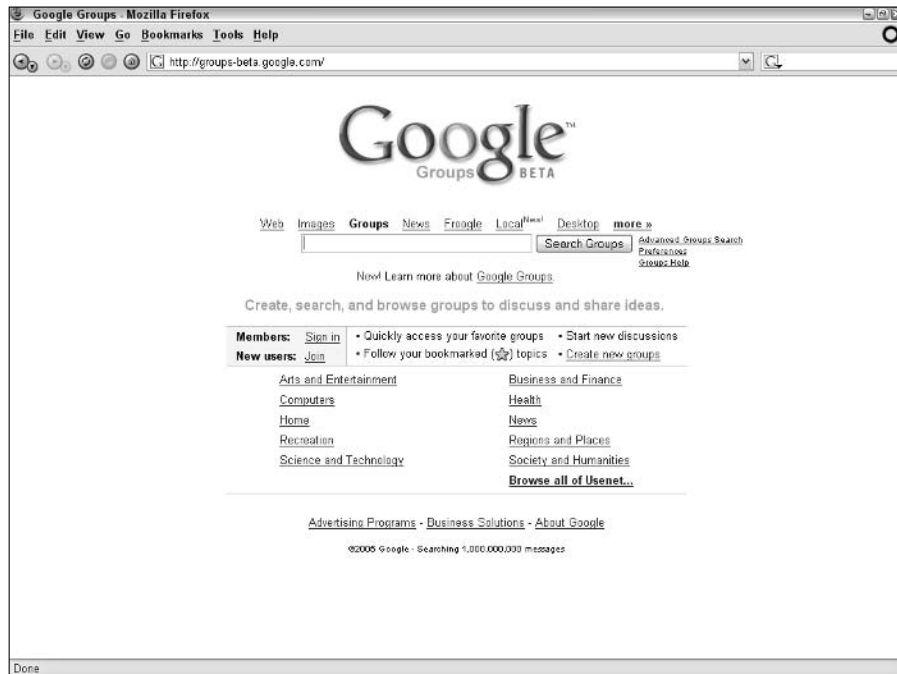 Google Groups - Mozilla Firefox
File Edit View Go Bookmarks Tools Help
http://groups-beta.google.com/
Google™
Groups BETA
Web Images Groups News Froogle Local New! Desktop more »
Search Groups
Advanced Groups Search
Preferences
Groups Help
New! Learn more about Google Groups.
Create, search, and browse groups to discuss and share ideas.
Members: Sign in • Quickly access your favorite groups • Start new discussions
New users: Join • Follow your bookmarked (☆) topics • Create new groups
Arts and Entertainment Business and Finance
Computers Health
Home News
Recreation Regions and Places
Science and Technology Society and Humanities
Browse all of Usenet...
Advertising Programs - Business Solutions - About Google
©2005 Google - Searching 1,000,000,000 messages
Done